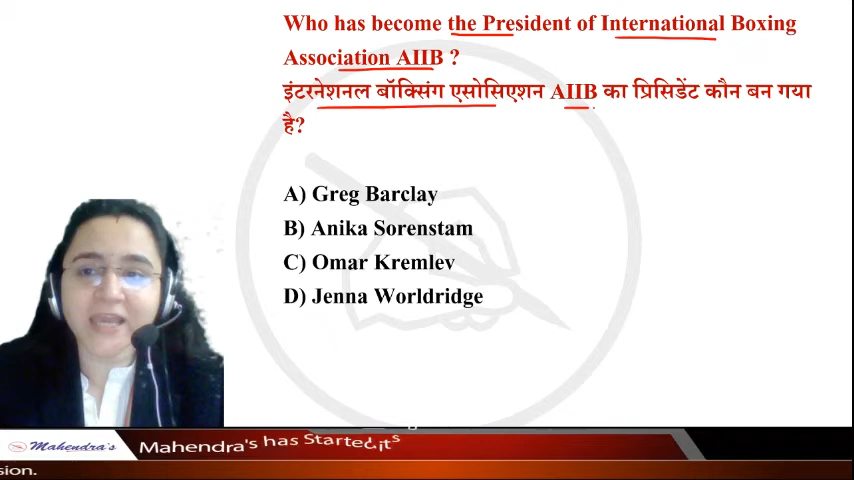 Who has become the President of International Boxing
Association AIIB ?
इंटरनेशनल बॉक्सिंग एसोसिएशन AIIB का प्रिसिडेंट कौन बन गया
है?
A) Greg Barclay
B) Anika Sorenstam
C) Omar Kremlev
D) Jenna Worldridge
Mahendra's
Mahendra's has Started its
sion.